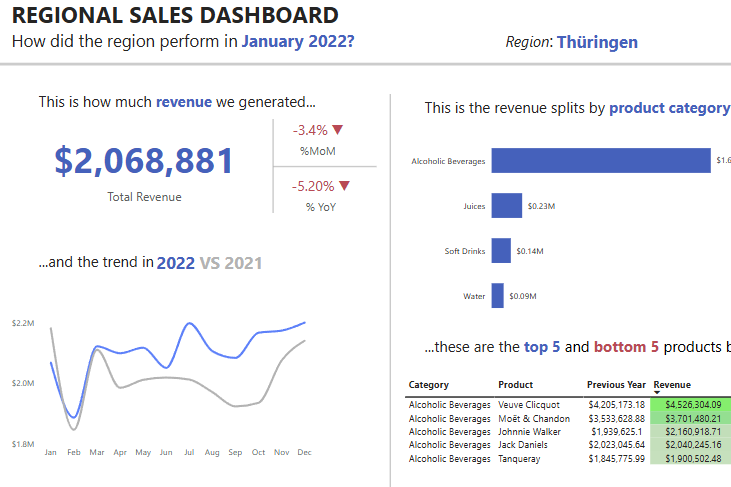 REGIONAL SALES DASHBOARD
How did the region perform in January 2022?
Region: Thüringen
This is how much revenue we generated...
$2,068,881
Total Revenue
-3.4%
%MoM
-5.20%
% YoY
...and the trend in 2022 VS 2021
$2.2M
$2.0M
$1.8M
Jan Feb Mar Apr May Jun Jul Aug Sep Oct Nov Dec
This is the revenue splits by product category
Alcoholic Beverages $1.6
Juices $0.23M
Soft Drinks $0.14M
Water $0.09M
...these are the top 5 and bottom 5 products b
Category Product Previous Year Revenue
Alcoholic Beverages Veuve Clicquot $4,205,173.18 $4,526,304.09
Alcoholic Beverages Moët & Chandon $3,533,628.88 $3,701,480.21
Alcoholic Beverages Johnnie Walker $1,939,625.1 $2,160,918.71
Alcoholic Beverages Jack Daniels $2,023,045.64 $2,040,245.16
Alcoholic Beverages Tanqueray $1,845,775.99 $1,900,502.48